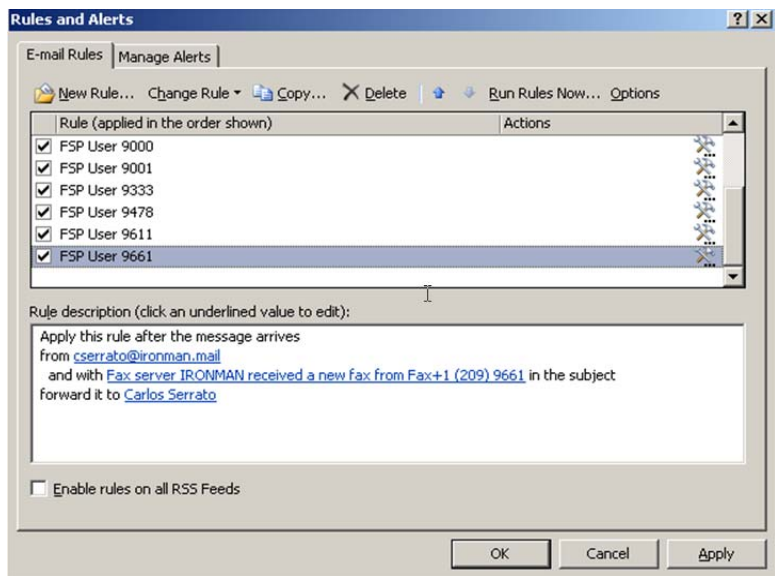 Rules and Alerts
E-mail Rules Manage Alerts
New Rule... Change Rule Copy... Delete Run Rules Now... Options
Rule (applied in the order shown) Actions
FSP User 9000
FSP User 9001
FSP User 9333
FSP User 9478
FSP User 9611
FSP User 9661
Rule description (click an underlined value to edit):
Apply this rule after the message arrives
from cserrato@ironman.mail
and with Fax server IRONMAN received a new fax from Fax+1 (209) 9661 in the subject
forward it to Carlos Serrato
Enable rules on all RSS Feeds
OK Cancel Apply